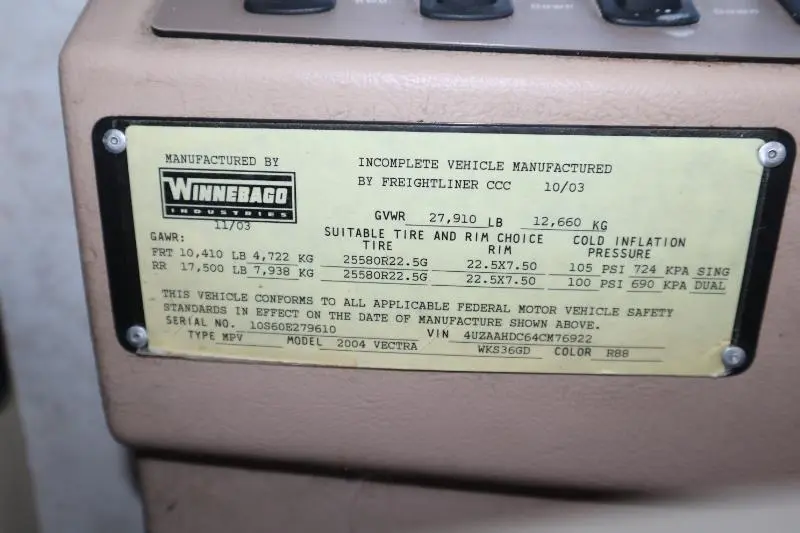 Down
Down
MANUFACTURED BY
WINNEBAGO
INDUSTRIES
11/03
INCOMPLETE VEHICLE MANUFACTURED
BY FREIGHTLINER CCC 10/03
GVWR 27,910 LB 12,660 KG
GAWR: SUITABLE TIRE AND RIM CHOICE COLD INFLATION
TIRE RIM PRESSURE
FRT 10,410 LB 4,722 KG 25580R22.5G 22.5X7.50 105 PSI 724 KPA SING
RR 17,500 LB 7,938 KG 25580R22.5G 22.5X7.50 100 PSI 690 KPA DUAL
THIS VEHICLE CONFORMS TO ALL APPLICABLE FEDERAL MOTOR VEHICLE SAFETY
STANDARDS IN EFFECT ON THE DATE OF MANUFACTURE SHOWN ABOVE.
SERIAL NO. 10S60E279610 VIN 4UZAAHDC64CM76922
TYPE MPV MODEL 2004 VECTRA WKS36GD COLOR R88